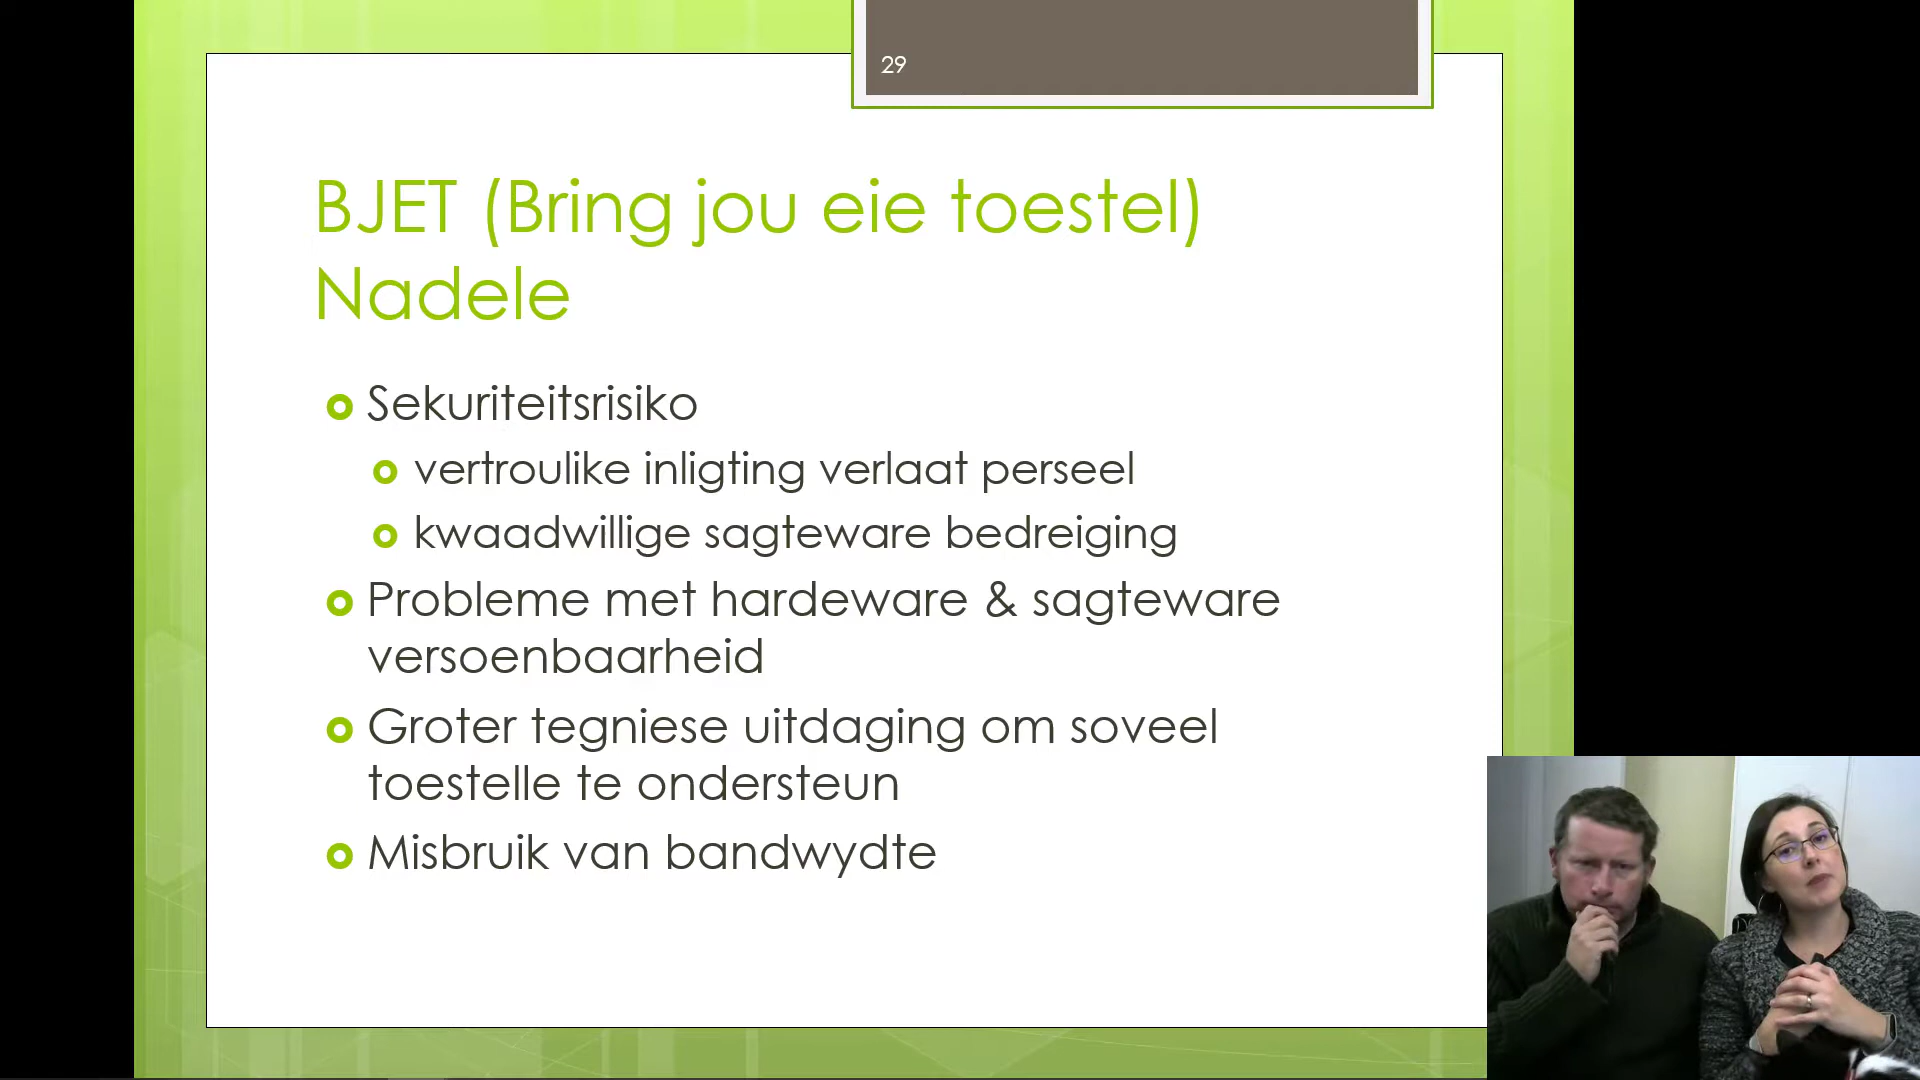 29
BJET (Bring jou eie toestel)
Nadele
Sekuriteitsrisiko
vertroulike inligting verlaat perseel
kwaadwillige sagteware bedreiging
Probleme met hardeware & sagteware
versoenbaarheid
Groter tegniese uitdaging om soveel
toestelle te ondersteun
Misbruik van bandwydte